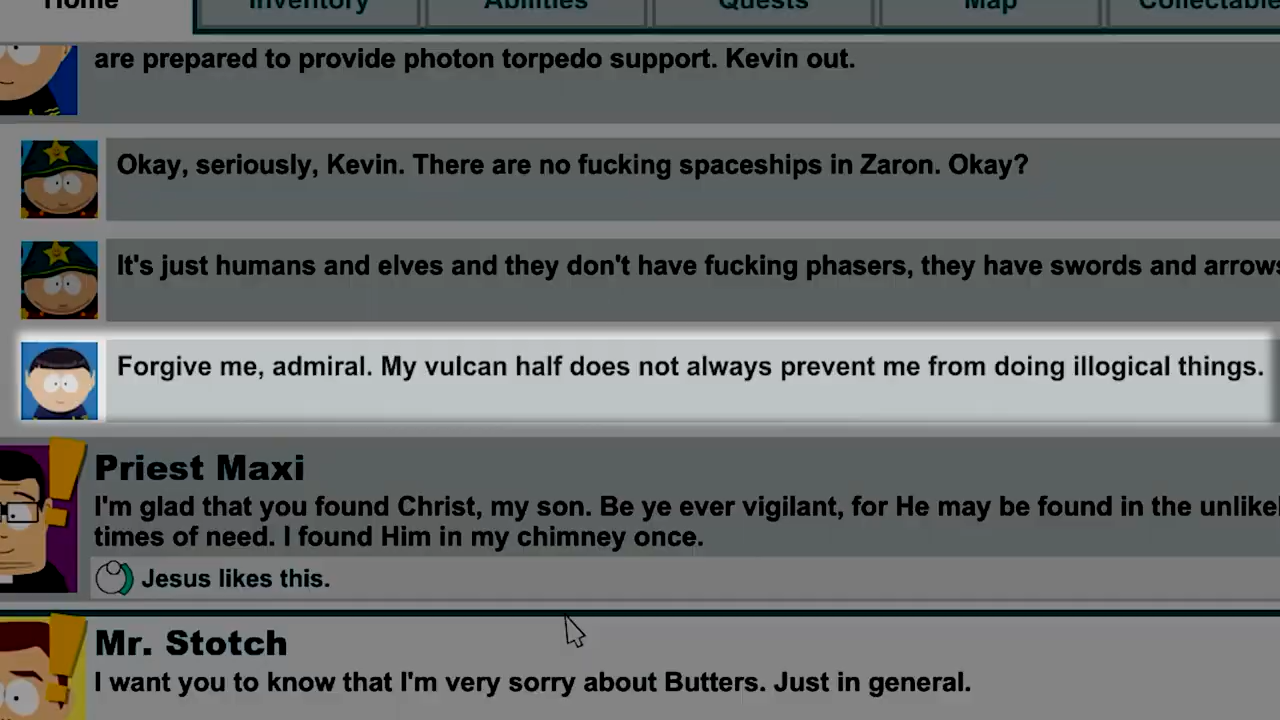 Home Inventory Abilities Quests Map Collectable
are prepared to provide photon torpedo support. Kevin out.
Okay, seriously, Kevin. There are no fucking spaceships in Zaron. Okay?
It's just humans and elves and they don't have fucking phasers, they have swords and arrows
Forgive me, admiral. My vulcan half does not always prevent me from doing illogical things.
Priest Maxi
I'm glad that you found Christ, my son. Be ye ever vigilant, for He may be found in the
times of need. I found Him in my chimney once.
Jesus likes this.
Mr. Stotch
I want you to know that I'm very sorry about Butters. Just in general.